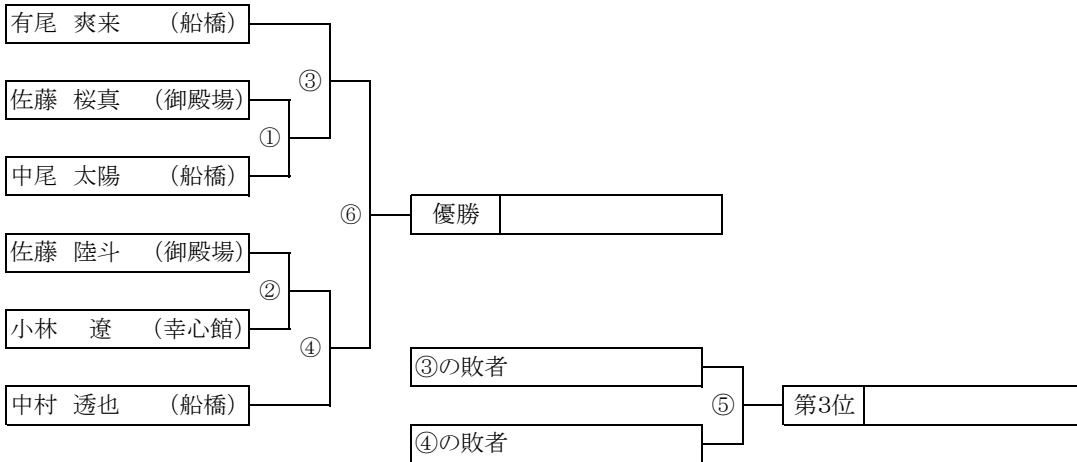 有尾 爽来 (船橋)
③
佐藤 桜真 (御殿場)
①
中尾 太陽 (船橋)
⑥
優勝
佐藤 陸斗 (御殿場)
②
小林 遼 (幸心館)
④
③の敗者
中村 透也 (船橋)
⑤
第3位
④の敗者